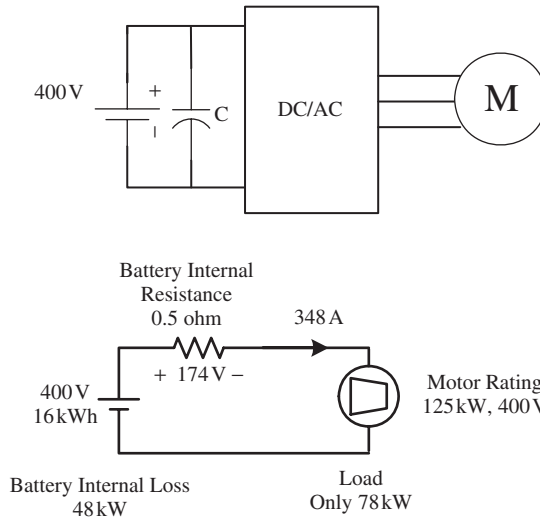 400 V
+
–
C
DC/AC
M
Battery Internal
Resistance
0.5 ohm
348 A
+ 174 V –
400 V
16 kWh
Motor Rating
125 kW, 400 V
Battery Internal Loss
48 kW
Load
Only 78 kW